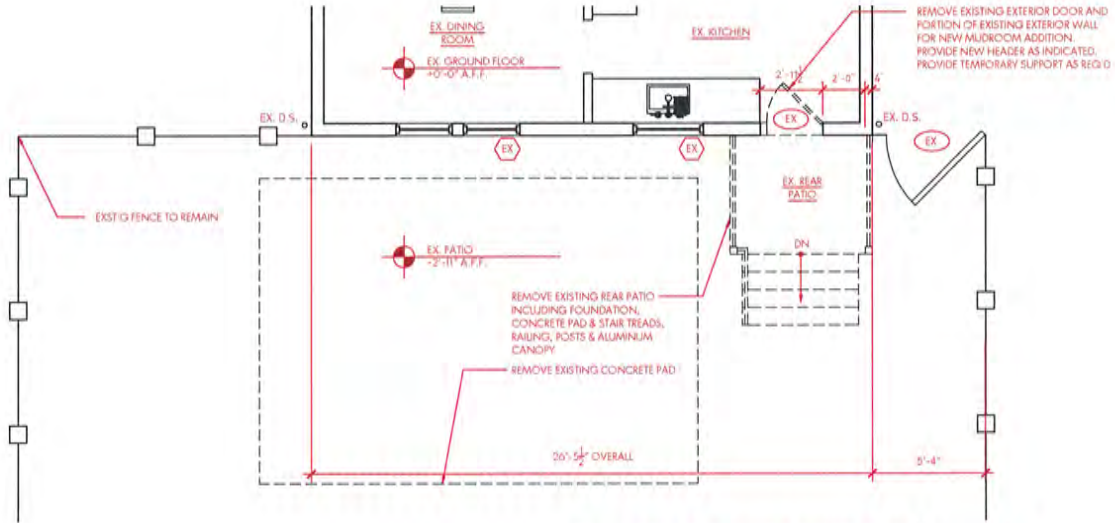 REMOVE EXISTING EXTERIOR DOOR AND
PORTION OF EXISTING EXTERIOR WALL
FOR NEW MUDROOM ADDITION.
PROVIDE NEW HEADER AS INDICATED.
PROVIDE TEMPORARY SUPPORT AS REQ'D
EX. DINING
ROOM
EX. KITCHEN
EX. GROUND FLOOR
+0'-0" A.F.F.
2'-11½"
2'-0"
4"
EX. D.S.
EX. D.S.
EX
EX
EX
EX
EX. REAR
PATIO
EXST'G FENCE TO REMAIN
EX. PATIO
-2'-11" A.F.F.
DN
REMOVE EXISTING REAR PATIO
INCLUDING FOUNDATION,
CONCRETE PAD & STAIR TREADS,
RAILING, POSTS & ALUMINUM
CANOPY
REMOVE EXISTING CONCRETE PAD
26'-5½" OVERALL
5'-4"